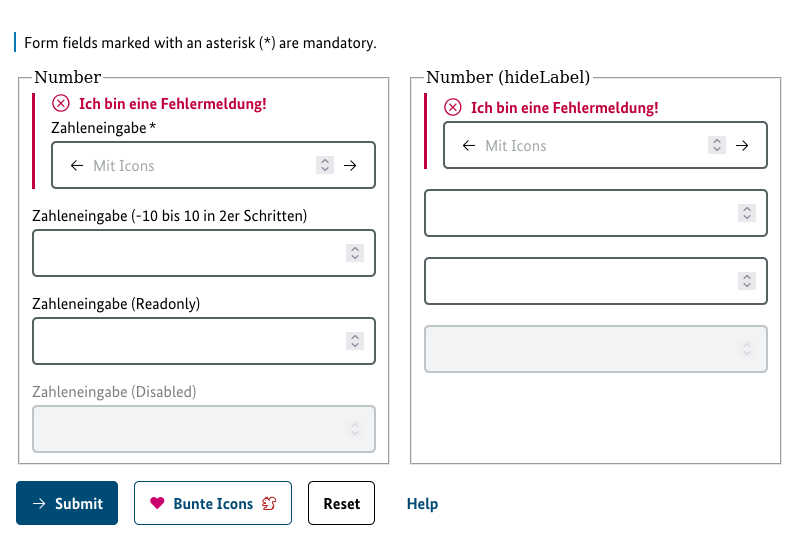 Form fields marked with an asterisk (*) are mandatory.
Number
Ich bin eine Fehlermeldung!
Zahleneingabe *
Mit Icons
Zahleneingabe (-10 bis 10 in 2er Schritten)
Zahleneingabe (Readonly)
Zahleneingabe (Disabled)
Number (hideLabel)
Ich bin eine Fehlermeldung!
Mit Icons
Submit
Bunte Icons
Reset
Help